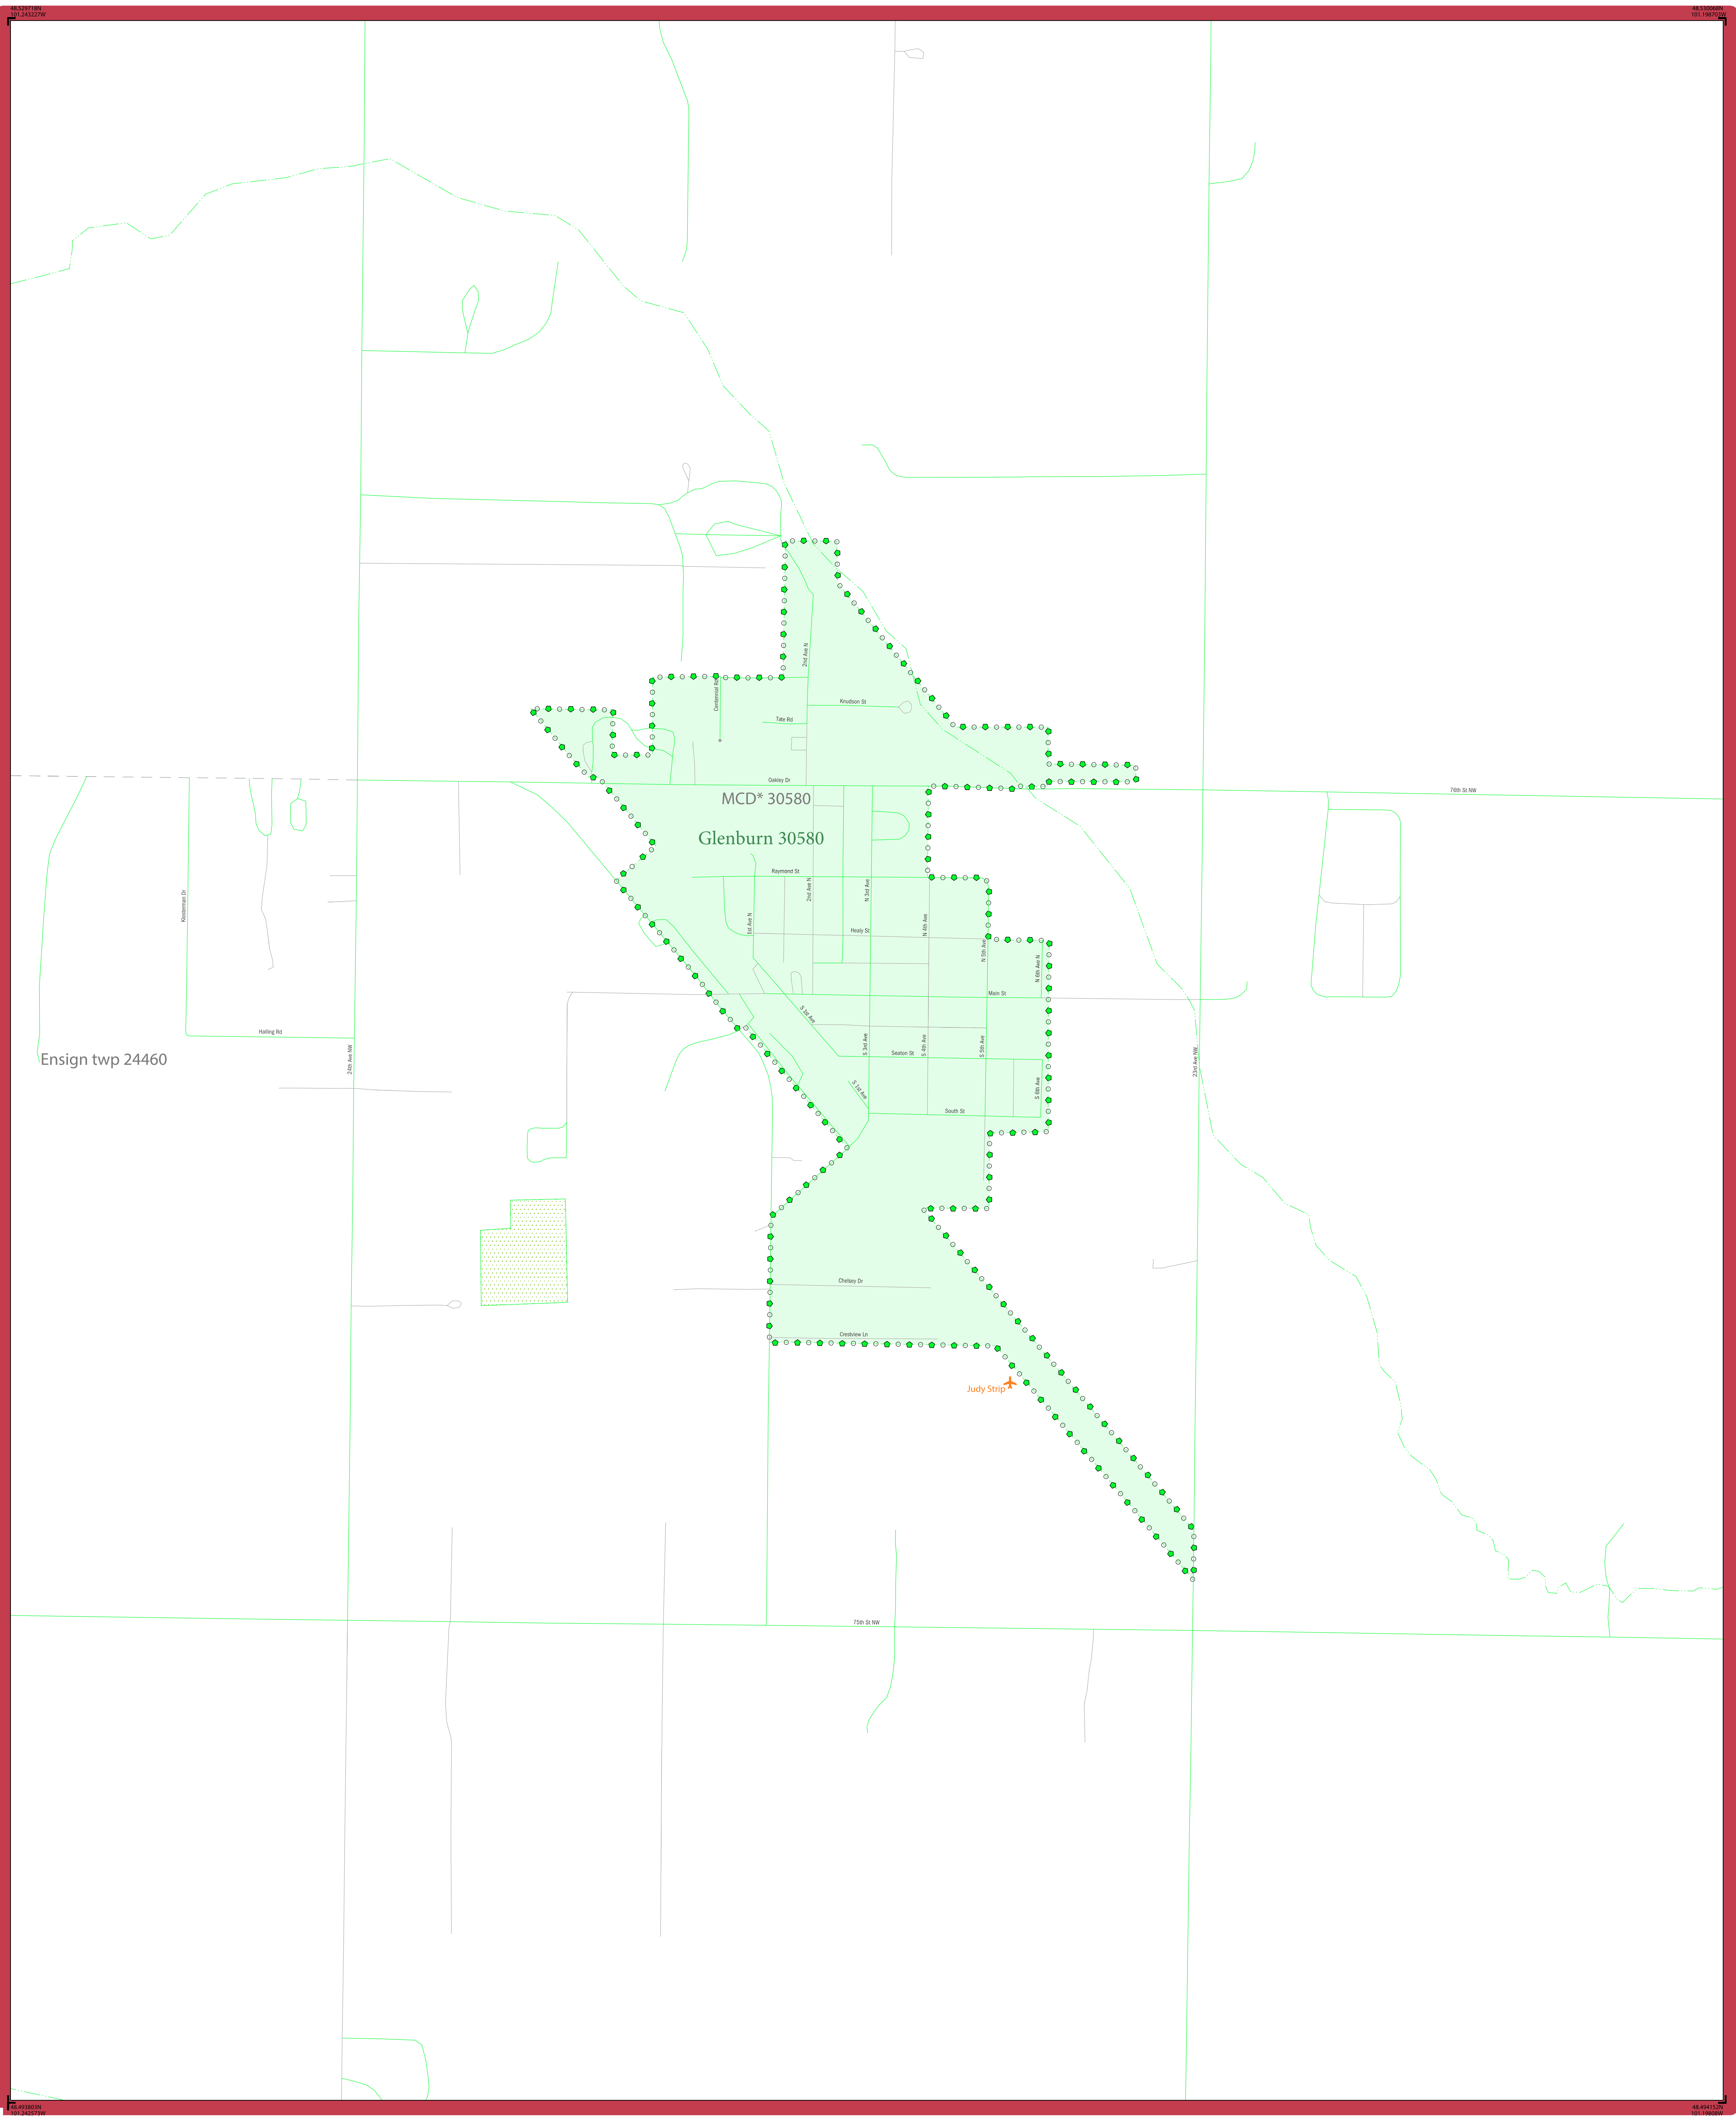 48.529718N
101.243227W
48.530068N
101.198703W
2nd Ave N
Centennial Rd
Knudson St
Tate Rd
Oakley Dr
76th St NW
MCD* 30580
Glenburn 30580
Raymond St
Klosterman Dr
2nd Ave N
N 3rd Ave
1st Ave N
N 4th Ave
Healy St
N 5th Ave
N 6th Ave N
Main St
S 1st Ave
Halling Rd
24th Ave NW
Ensign twp 24460
S 3rd Ave
S 4th Ave
S 5th Ave
Seaton St
23rd Ave NW
S 1st Ave
S 6th Ave
South St
Chelsey Dr
Crestview Ln
Judy Strip
75th St NW
48.493803N
101.242573W
48.494152N
101.19808W